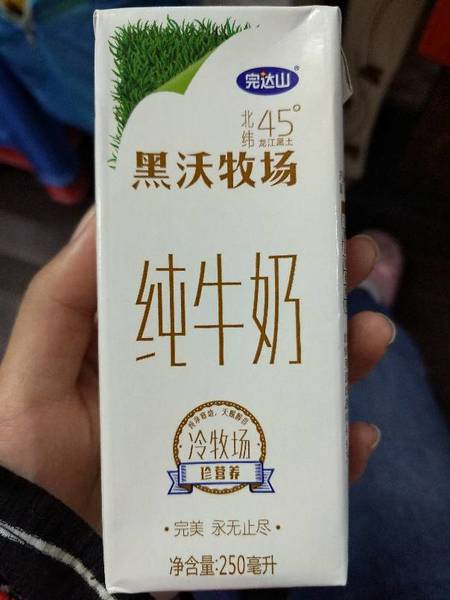 完达山®
北纬45°
龙江黑土
黑沃牧场
纯牛奶
冷牧场
珍营养
·完美 永无止尽·
净含量:250毫升